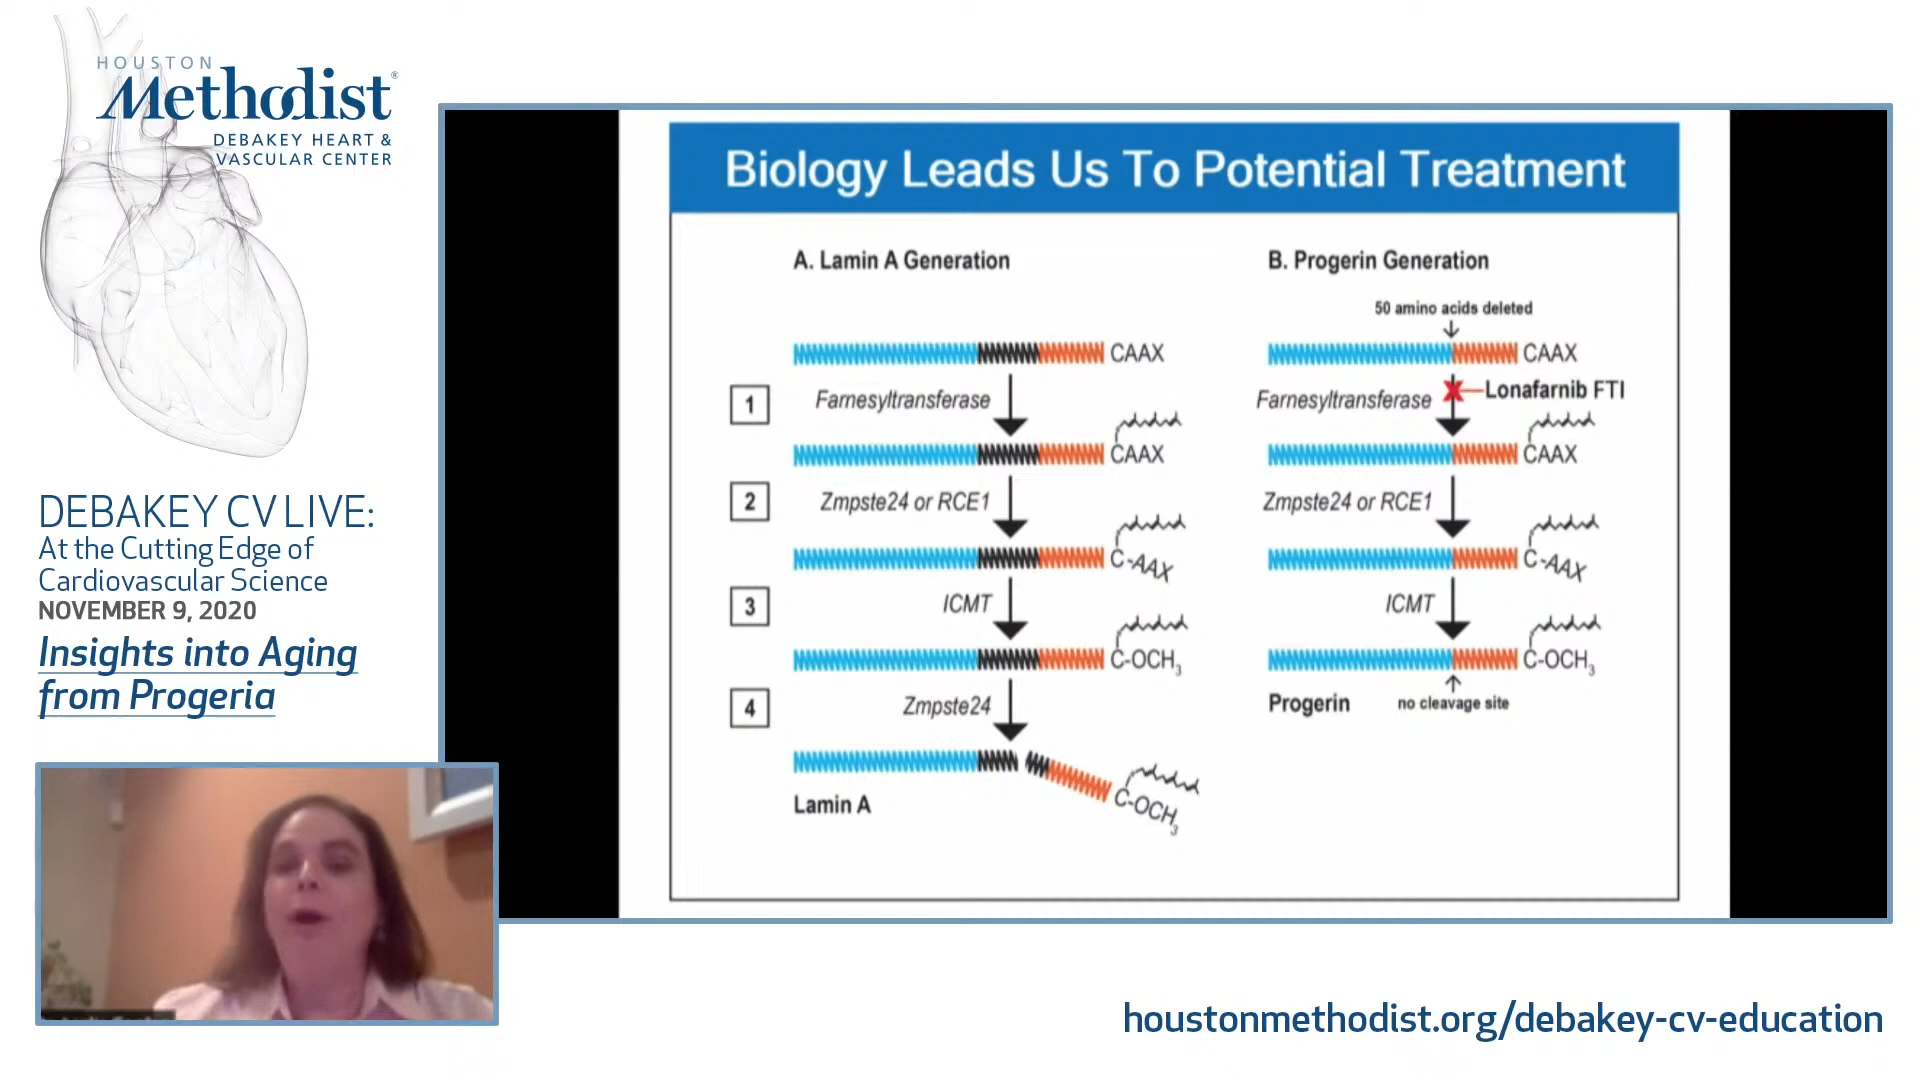 HOUSTON
Methodist®
DEBAKEY HEART &
VASCULAR CENTER
DEBAKEY CV LIVE:
At the Cutting Edge of
Cardiovascular Science
NOVEMBER 9, 2020
Insights into Aging
from Progeria
Biology Leads Us To Potential Treatment
A. Lamin A Generation
CAAX
1
Farnesyltransferase
CAAX
2
Zmpste24 or RCE1
C-AAX
3
ICMT
C-OCH3
4
Zmpste24
C-OCH3
Lamin A
B. Progerin Generation
50 amino acids deleted
CAAX
Farnesyltransferase
X
Lonafarnib FTI
CAAX
Zmpste24 or RCE1
C-AAX
ICMT
C-OCH3
Progerin
no cleavage site
houstonmethodist.org/debakey-cv-education